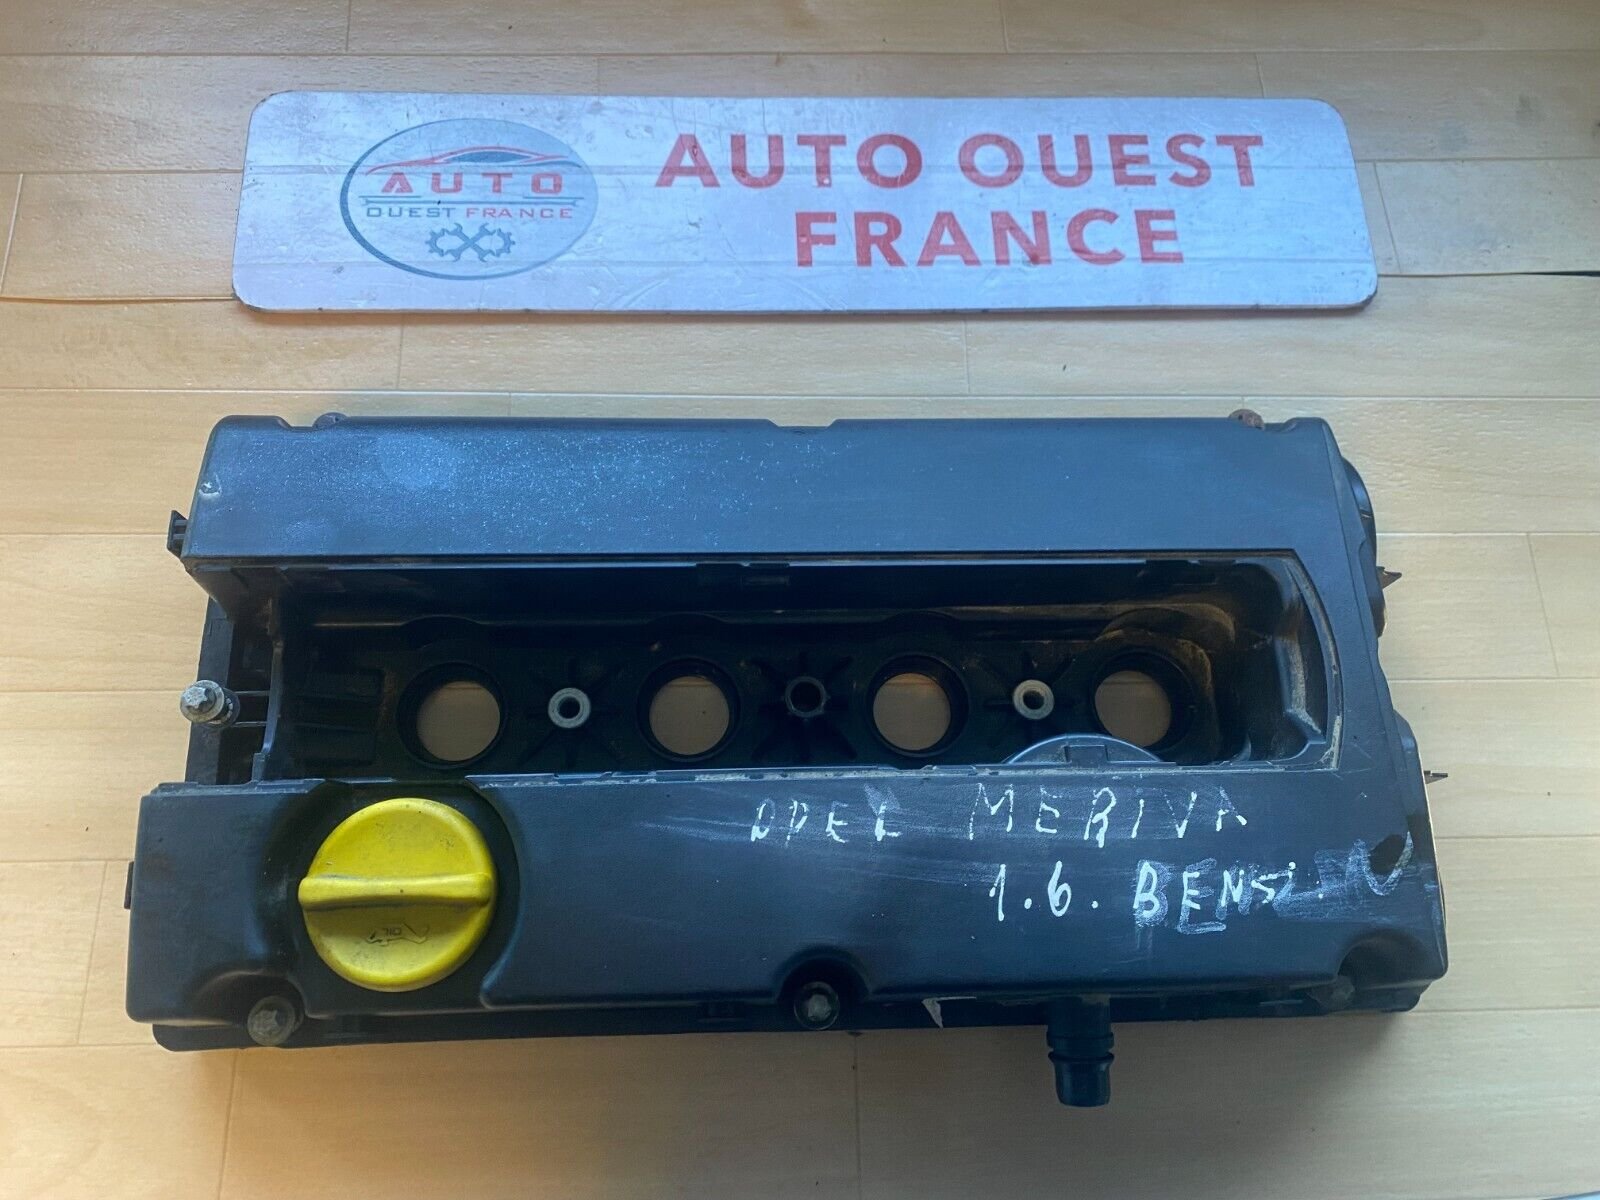 AUTO
OUEST FRANCE
AUTO OUEST
FRANCE
OIL
OPEL MERIVA
1.6. BENSI